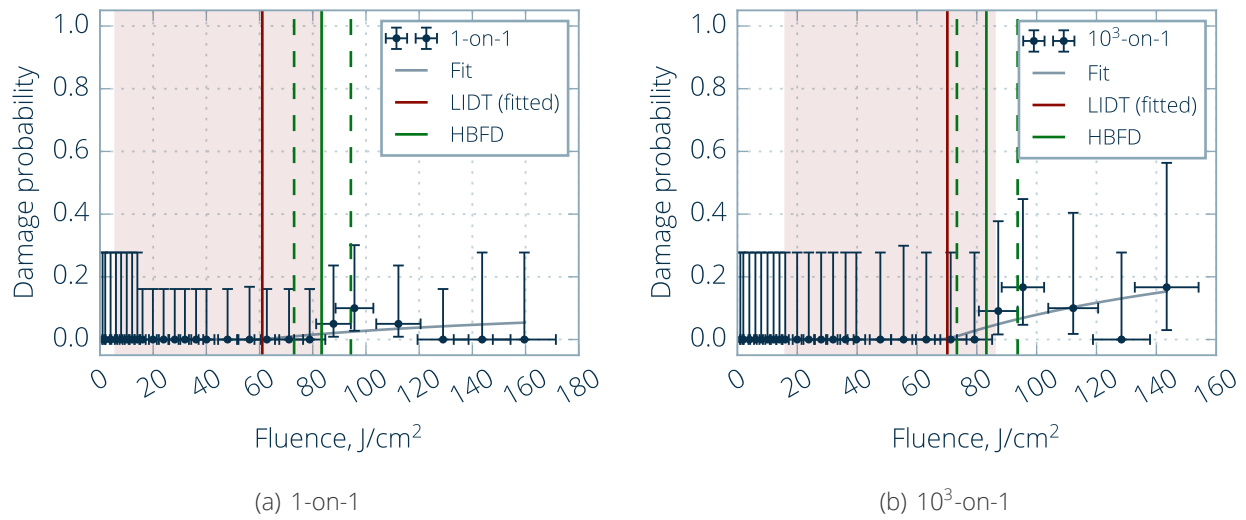 1.0
0.8
0.6
0.4
0.2
0.0
Damage probability
0 20 40 60 80 100 120 140 160 180
Fluence, J/cm²
1-on-1
Fit
LIDT (fitted)
HBFD
(a) 1-on-1
1.0
0.8
0.6
0.4
0.2
0.0
Damage probability
0 20 40 60 80 100 120 140 160
Fluence, J/cm²
10³-on-1
Fit
LIDT (fitted)
HBFD
(b) 10³-on-1